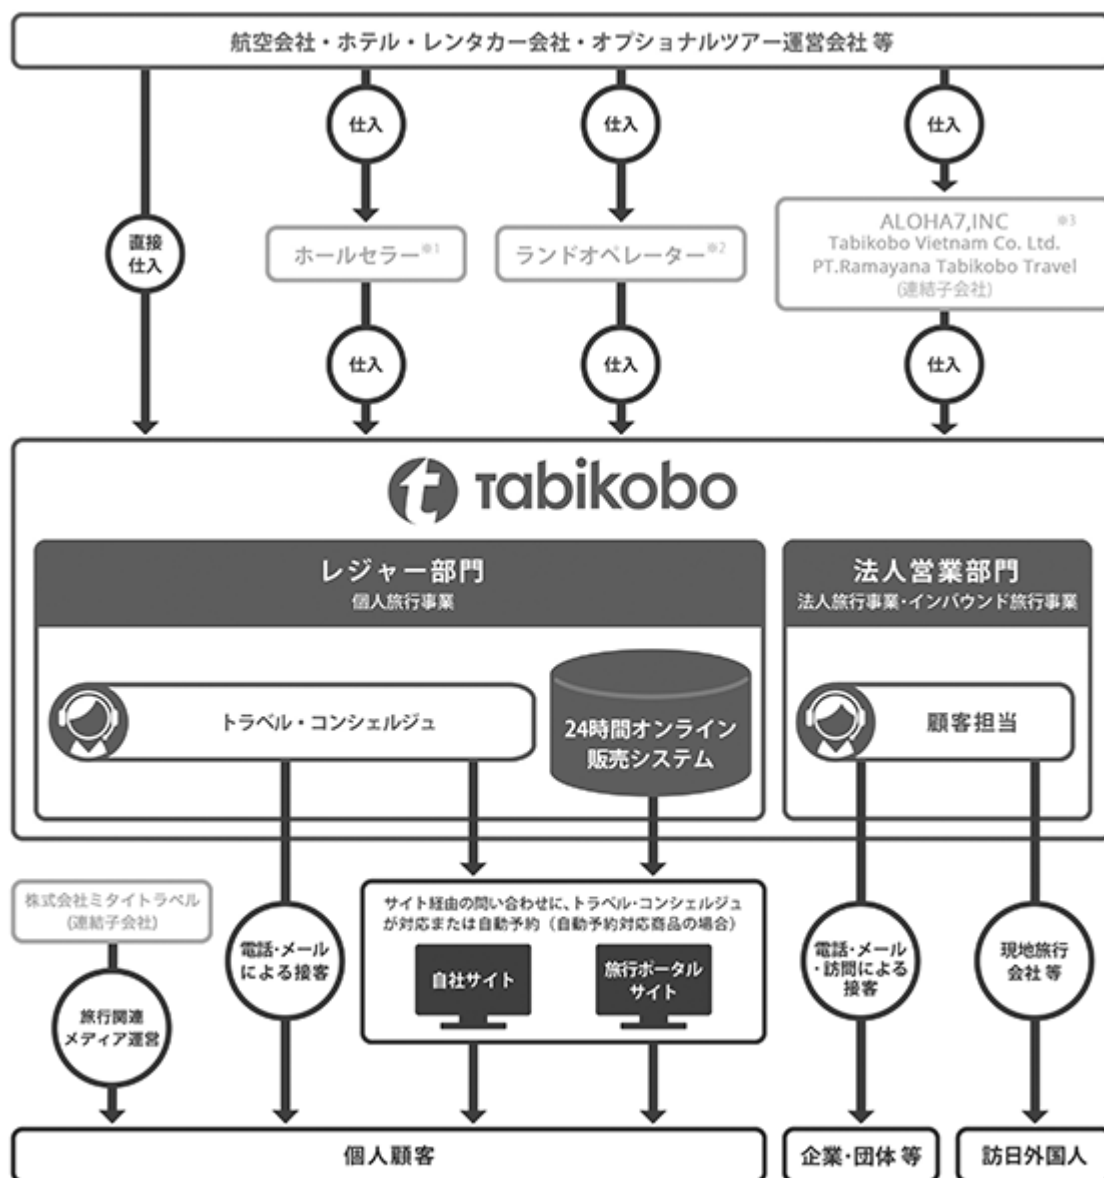 航空会社・ホテル・レンタカー会社・オプショナルツアー運営会社 等
仕入
仕入
仕入
直接
仕入
ホールセラー※1
ランドオペレーター※2
ALOHA7,INC ※3
Tabikobo Vietnam Co. Ltd.
PT.Ramayana Tabikobo Travel
(連結子会社)
仕入
仕入
仕入
t Tabikobo
レジャー部門
個人旅行事業
法人営業部門
法人旅行事業・インバウンド旅行事業
トラベル・コンシェルジュ
24時間オンライン
販売システム
顧客担当
株式会社ミタイトラベル
(連結子会社)
旅行関連
メディア運営
電話・メール
による接客
サイト経由の問い合わせに、トラベル・コンシェルジュ
が対応または自動予約（自動予約対応商品の場合）
自社サイト
旅行ポータル
サイト
電話・メール
・訪問による
接客
現地旅行
会社 等
個人顧客
企業・団体 等
訪日外国人